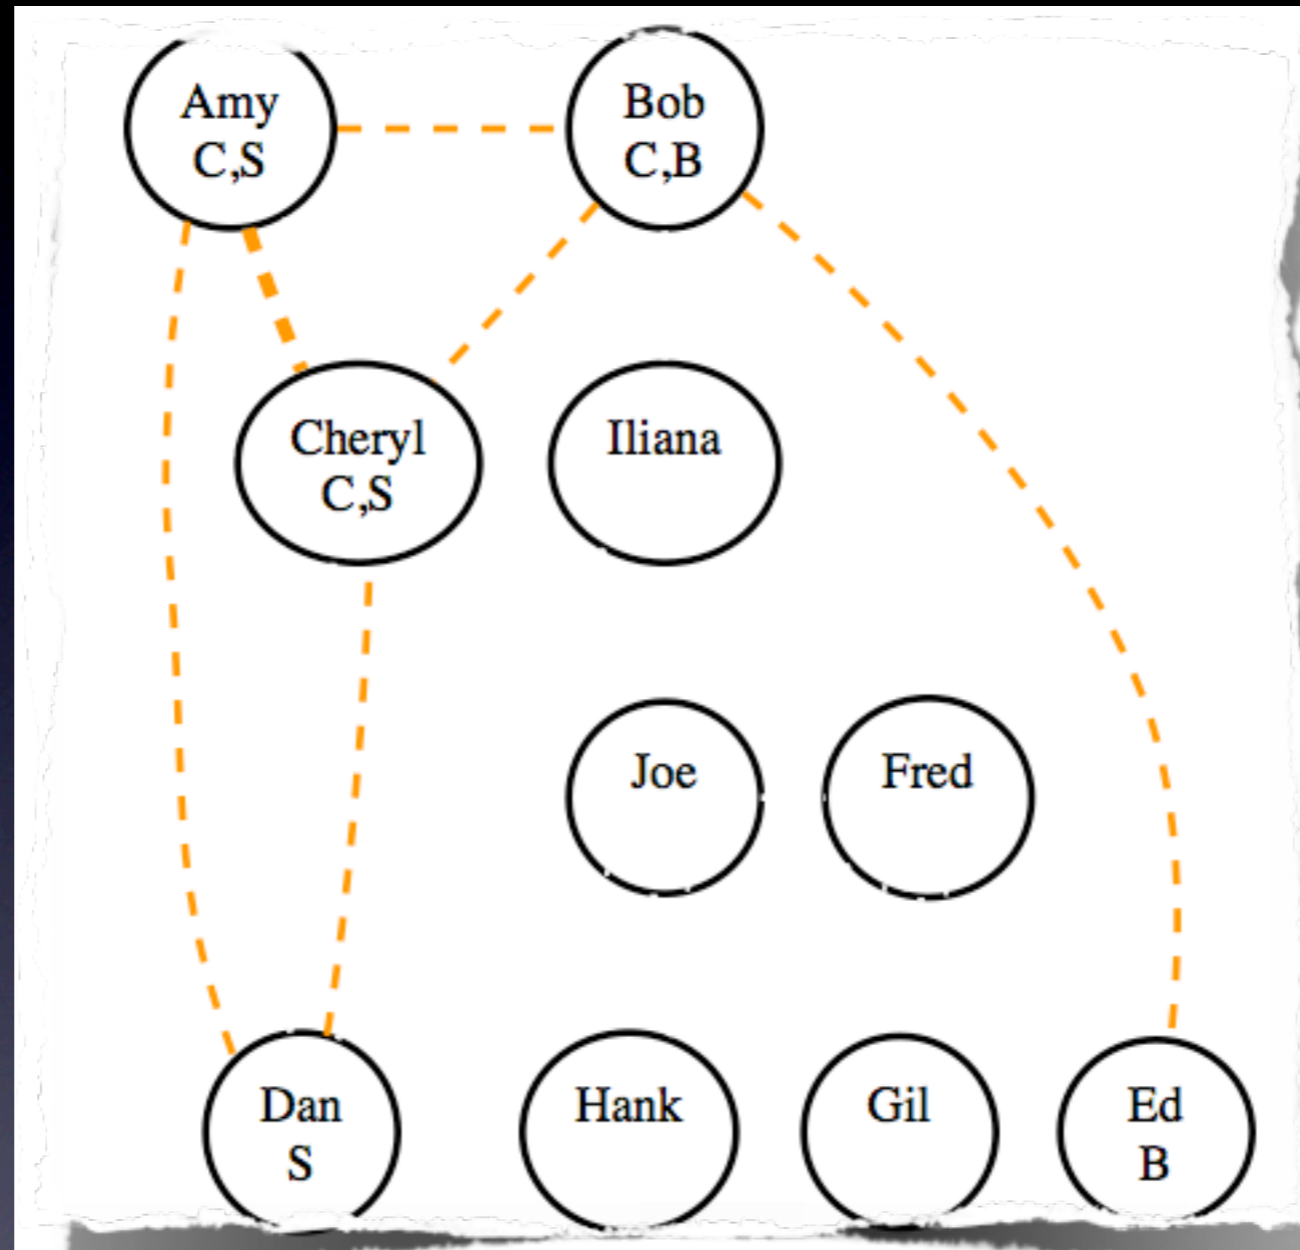 Amy
C,S
Bob
C,B
Cheryl
C,S
Iliana
Joe
Fred
Dan
S
Hank
Gil
Ed
B